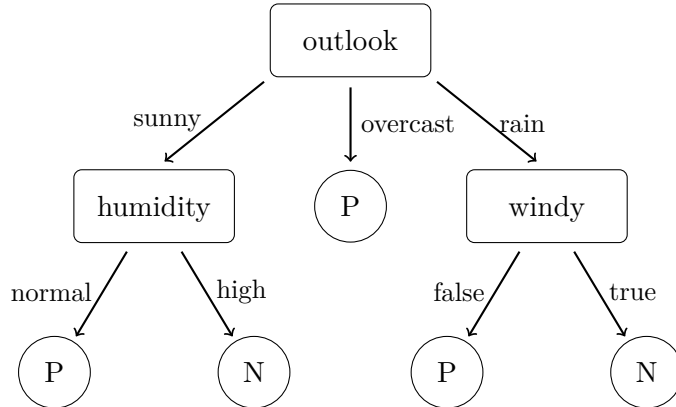 outlook
sunny
overcast
rain
humidity
P
windy
normal
high
false
true
P
N
P
N